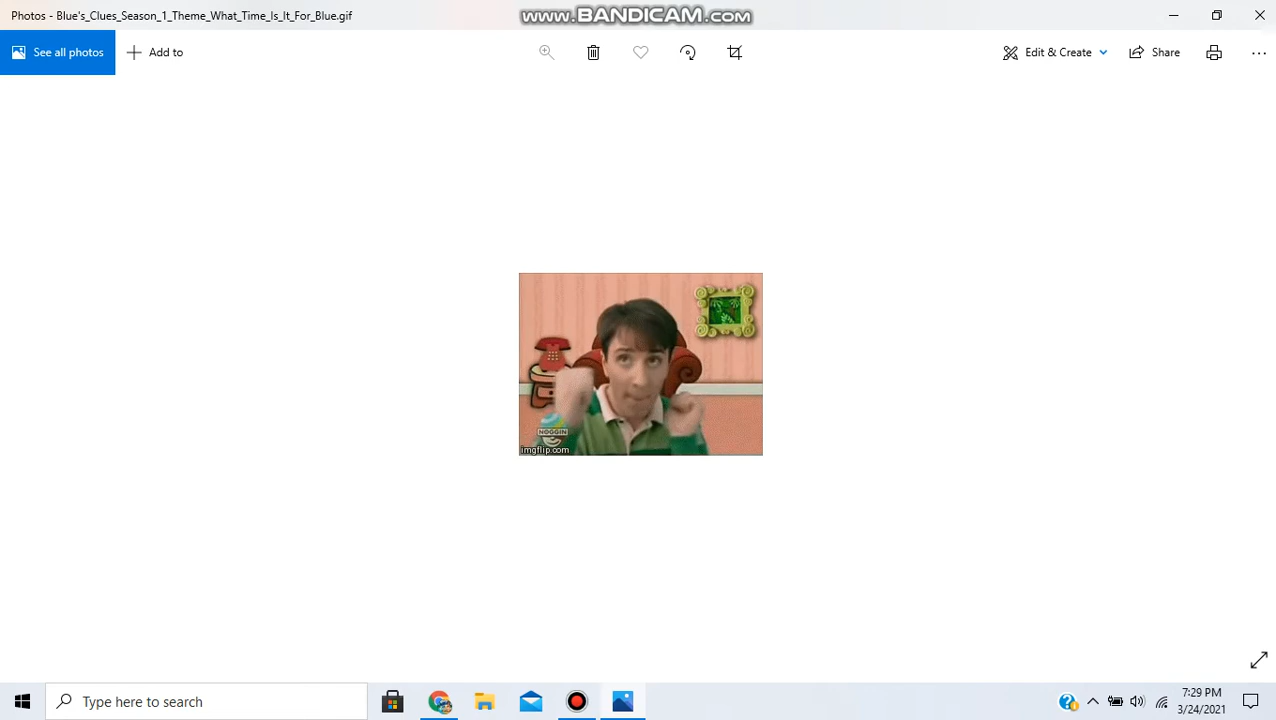 Photos - Blue's_Clues_Season_1_Theme_What_Time_Is_It_For_Blue.gif
www.BANDICAM.com
See all photos
Add to
Edit & Create
Share
NOGGIN
imgflip.com
Type here to search
7:29 PM
3/24/2021